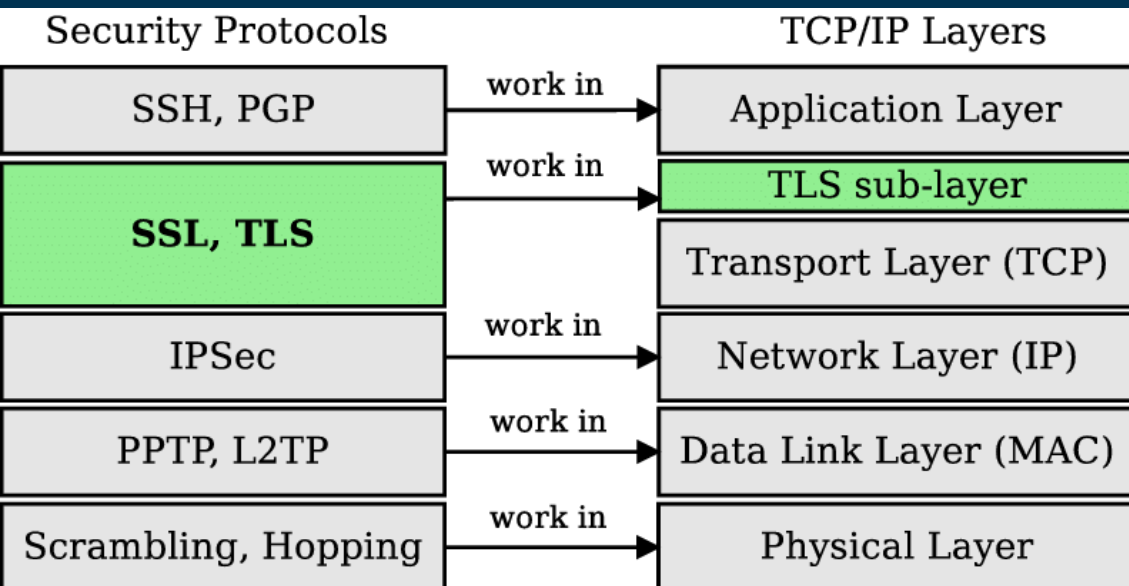 Security Protocols
TCP/IP Layers
SSH, PGP
work in
Application Layer
SSL, TLS
work in
TLS sub-layer
Transport Layer (TCP)
IPSec
work in
Network Layer (IP)
PPTP, L2TP
work in
Data Link Layer (MAC)
Scrambling, Hopping
work in
Physical Layer